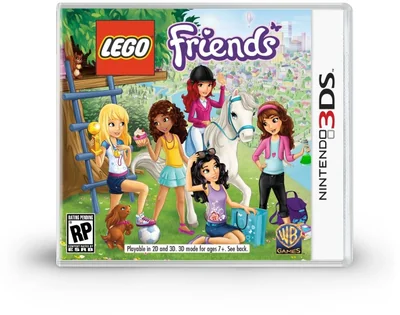 LEGO
friends
NINTENDO 3DS
RATING PENDING
RP
ESRB
Playable in 2D and 3D. 3D mode for ages 7+. See back.
WB
GAMES